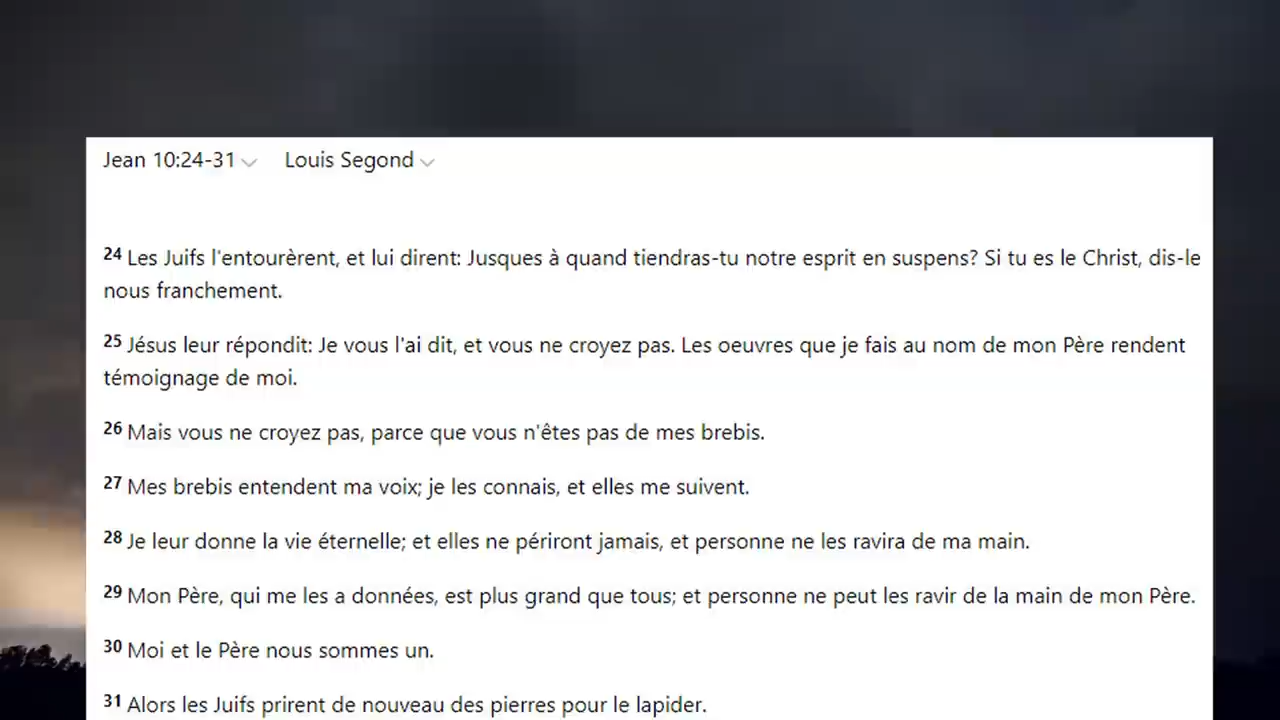 Jean 10:24-31 Louis Segond
24 Les Juifs l'entourèrent, et lui dirent: Jusques à quand tiendras-tu notre esprit en suspens? Si tu es le Christ, dis-le
nous franchement.
25 Jésus leur répondit: Je vous l'ai dit, et vous ne croyez pas. Les oeuvres que je fais au nom de mon Père rendent
témoignage de moi.
26 Mais vous ne croyez pas, parce que vous n'êtes pas de mes brebis.
27 Mes brebis entendent ma voix; je les connais, et elles me suivent.
28 Je leur donne la vie éternelle; et elles ne périront jamais, et personne ne les ravira de ma main.
29 Mon Père, qui me les a données, est plus grand que tous; et personne ne peut les ravir de la main de mon Père.
30 Moi et le Père nous sommes un.
31 Alors les Juifs prirent de nouveau des pierres pour le lapider.